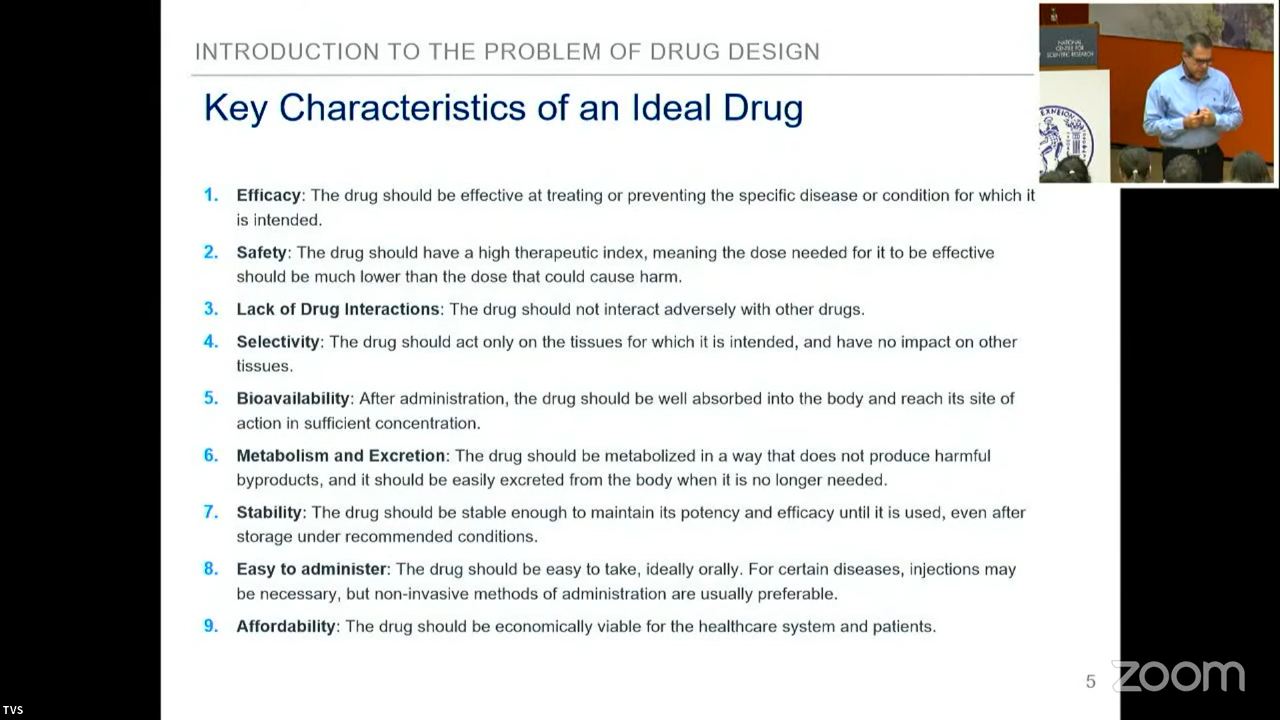 INTRODUCTION TO THE PROBLEM OF DRUG DESIGN
Key Characteristics of an Ideal Drug
1. Efficacy: The drug should be effective at treating or preventing the specific disease or condition for which it
is intended.
2. Safety: The drug should have a high therapeutic index, meaning the dose needed for it to be effective
should be much lower than the dose that could cause harm.
3. Lack of Drug Interactions: The drug should not interact adversely with other drugs.
4. Selectivity: The drug should act only on the tissues for which it is intended, and have no impact on other
tissues.
5. Bioavailability: After administration, the drug should be well absorbed into the body and reach its site of
action in sufficient concentration.
6. Metabolism and Excretion: The drug should be metabolized in a way that does not produce harmful
byproducts, and it should be easily excreted from the body when it is no longer needed.
7. Stability: The drug should be stable enough to maintain its potency and efficacy until it is used, even after
storage under recommended conditions.
8. Easy to administer: The drug should be easy to take, ideally orally. For certain diseases, injections may
be necessary, but non-invasive methods of administration are usually preferable.
9. Affordability: The drug should be economically viable for the healthcare system and patients.
5
zoom
TVS
NATIONAL
CENTRE FOR
SCIENTIFIC RESEARCH